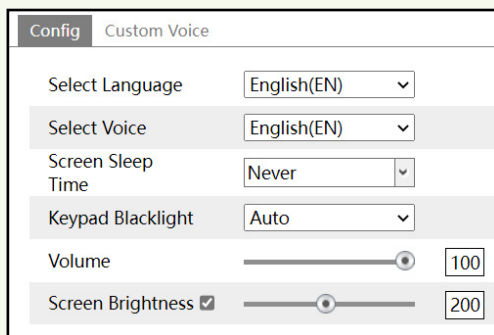 Config Custom Voice
Select Language English(EN)
Select Voice English(EN)
Screen Sleep
Time Never
Keypad Blacklight Auto
Volume 100
Screen Brightness 200